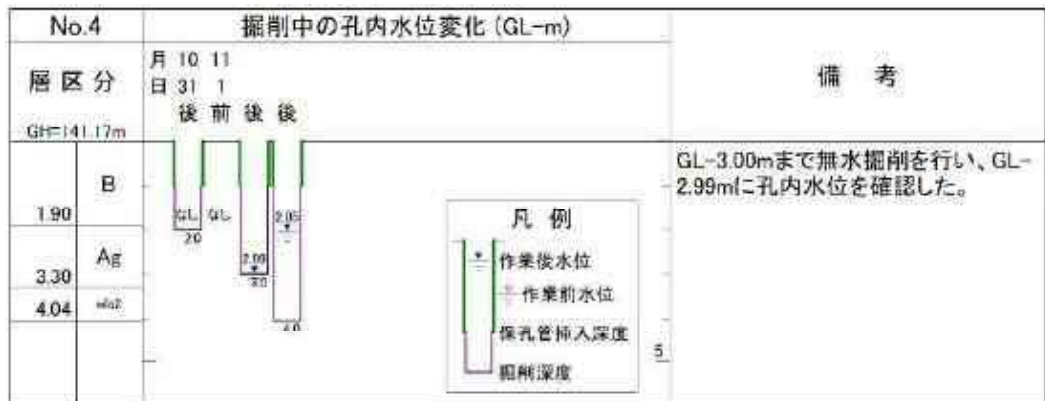 No.4
掘削中の孔内水位変化(GL-m)
層区分
月 10 11
日 31 1
後 前 後 後
備 考
GH=141.17m
GL-3.00mまで無水掘削を行い、GL-
2.99mに孔内水位を確認した。
B
1.90
なし なし
2.0
2.05
Ag
3.30
3.0
4.04
4.0
5
凡 例
作業後水位
作業前水位
保孔管挿入深度
掘削深度